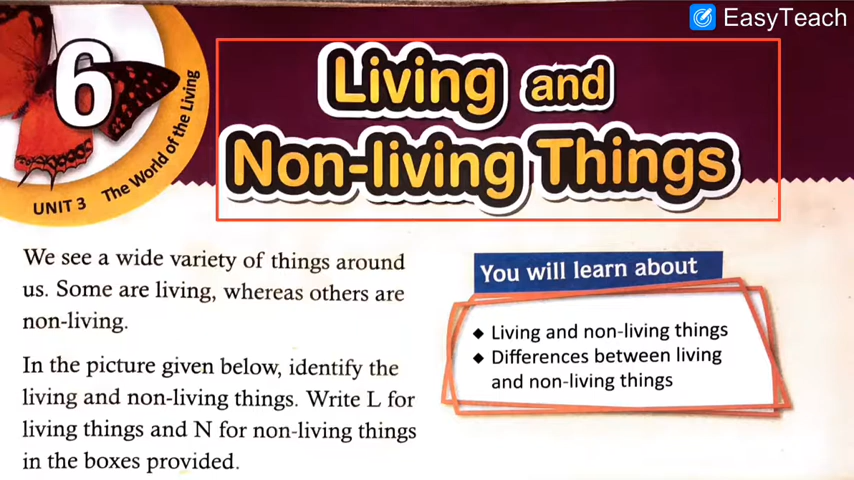 EasyTeach
6
UNIT 3 The World of the Living
Living and
Non-living Things
We see a wide variety of things around
us. Some are living, whereas others are
non-living.
In the picture given below, identify the
living and non-living things. Write L for
living things and N for non-living things
in the boxes provided.
You will learn about
◆ Living and non-living things
◆ Differences between living
and non-living things